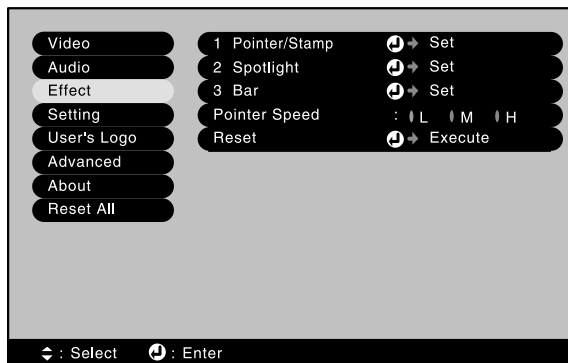 Video
Audio
Effect
Setting
User's Logo
Advanced
About
Reset All
1 Pointer/Stamp Set
2 Spotlight Set
3 Bar Set
Pointer Speed : L M H
Reset Execute
: Select : Enter